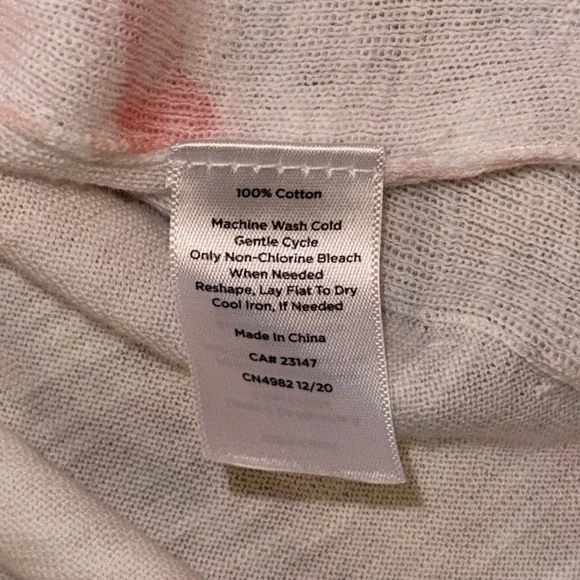 100% Cotton
Machine Wash Cold
Gentle Cycle
Only Non-Chlorine Bleach
When Needed
Reshape, Lay Flat To Dry
Cool Iron, If Needed
Made In China
CA# 23147
CN4982 12/20